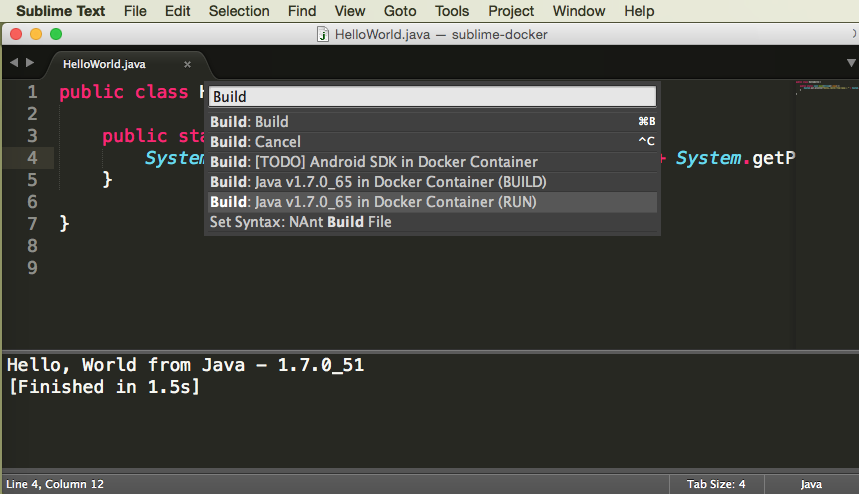 Sublime Text File Edit Selection Find View Goto Tools Project Window Help
HelloWorld.java — sublime-docker
HelloWorld.java ×
Build
1 public class
2
3 public sta
4 System System.getP
5 }
6
7 }
8
9
Build: Build ⌘B
Build: Cancel ^C
Build: [TODO] Android SDK in Docker Container
Build: Java v1.7.0_65 in Docker Container (BUILD)
Build: Java v1.7.0_65 in Docker Container (RUN)
Set Syntax: NAnt Build File
Hello, World from Java – 1.7.0_51
[Finished in 1.5s]
Line 4, Column 12 Tab Size: 4 Java